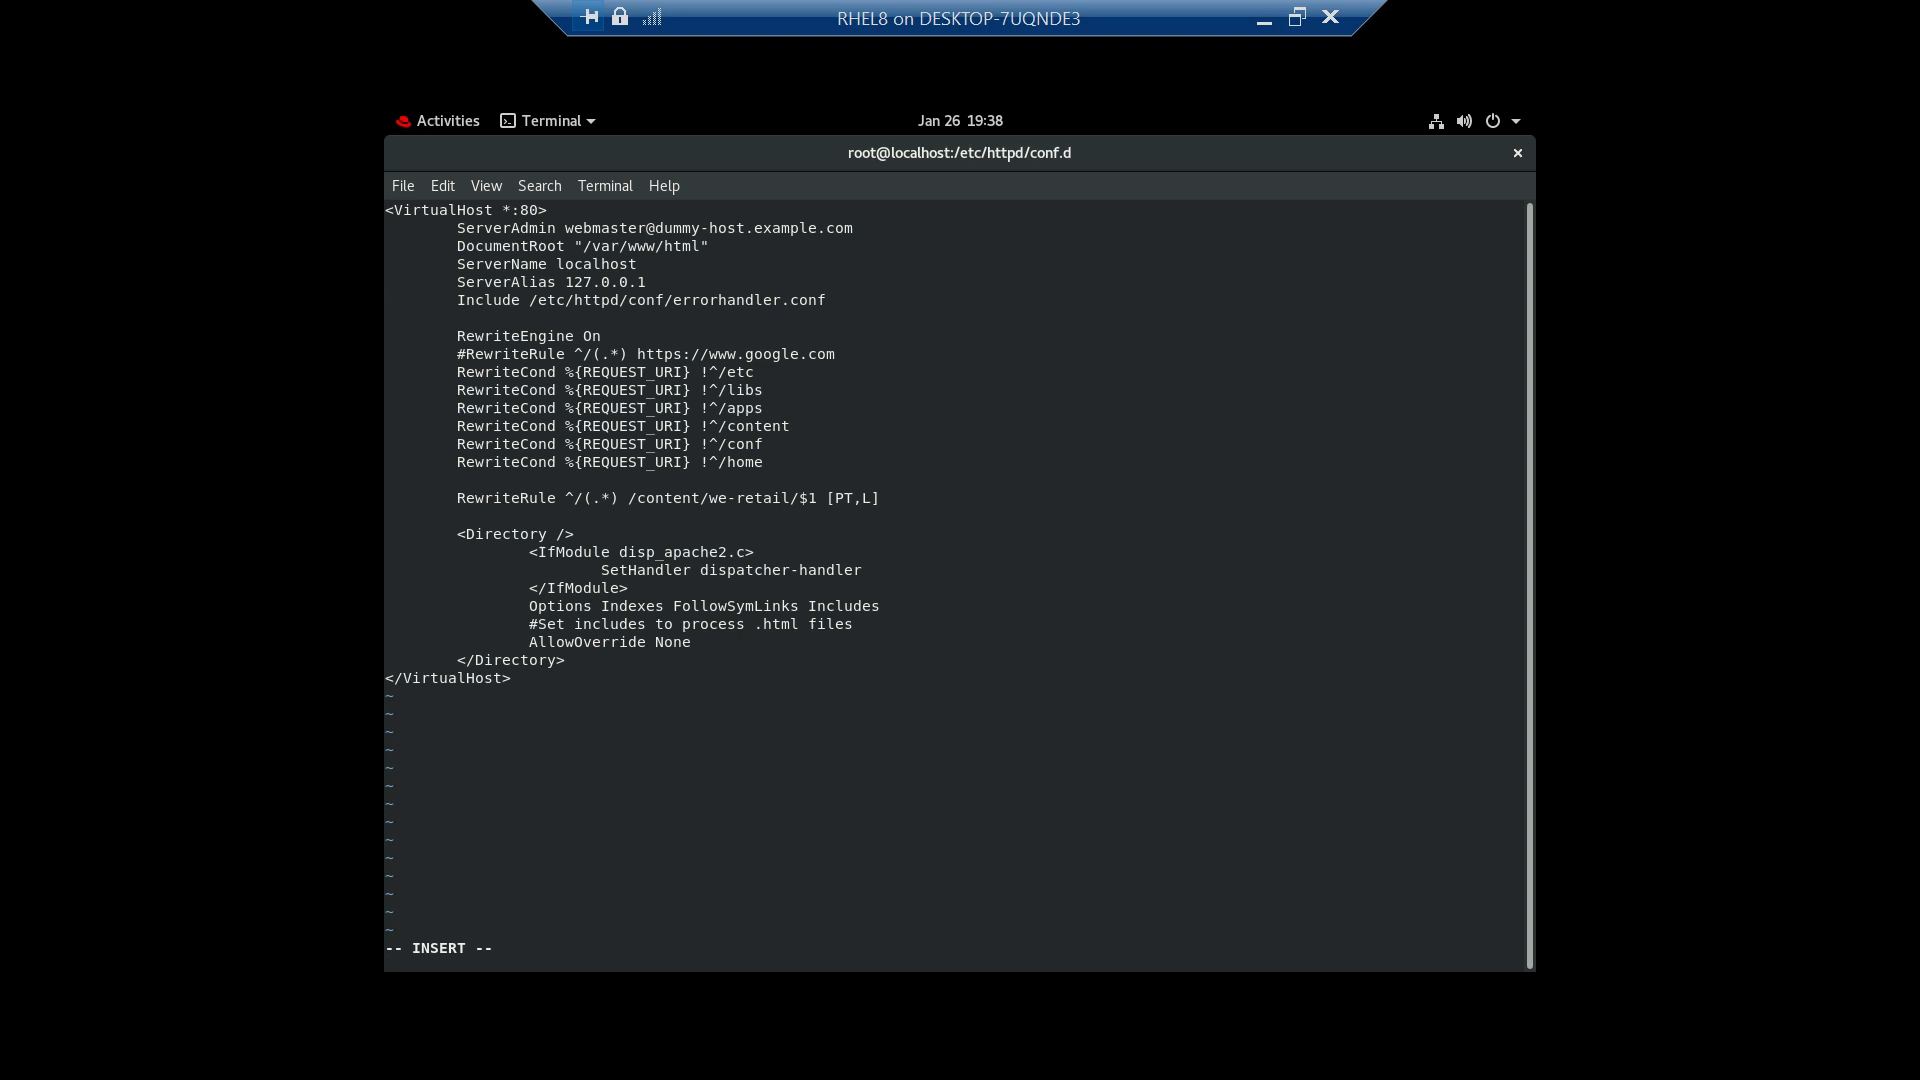 RHEL8 on DESKTOP-7UQNDE3
Activities Terminal Jan 26 19:38
root@localhost:/etc/httpd/conf.d
File Edit View Search Terminal Help
<VirtualHost *:80>
ServerAdmin webmaster@dummy-host.example.com
DocumentRoot "/var/www/html"
ServerName localhost
ServerAlias 127.0.0.1
Include /etc/httpd/conf/errorhandler.conf
RewriteEngine On
#RewriteRule ^/(.*) https://www.google.com
RewriteCond %{REQUEST_URI} !^/etc
RewriteCond %{REQUEST_URI} !^/libs
RewriteCond %{REQUEST_URI} !^/apps
RewriteCond %{REQUEST_URI} !^/content
RewriteCond %{REQUEST_URI} !^/conf
RewriteCond %{REQUEST_URI} !^/home
RewriteRule ^/(.*) /content/we-retail/$1 [PT,L]
<Directory />
<IfModule disp_apache2.c>
SetHandler dispatcher-handler
</IfModule>
Options Indexes FollowSymLinks Includes
#Set includes to process .html files
AllowOverride None
</Directory>
</VirtualHost>
~
~
~
~
~
~
~
~
~
~
~
~
~
~
-- INSERT --